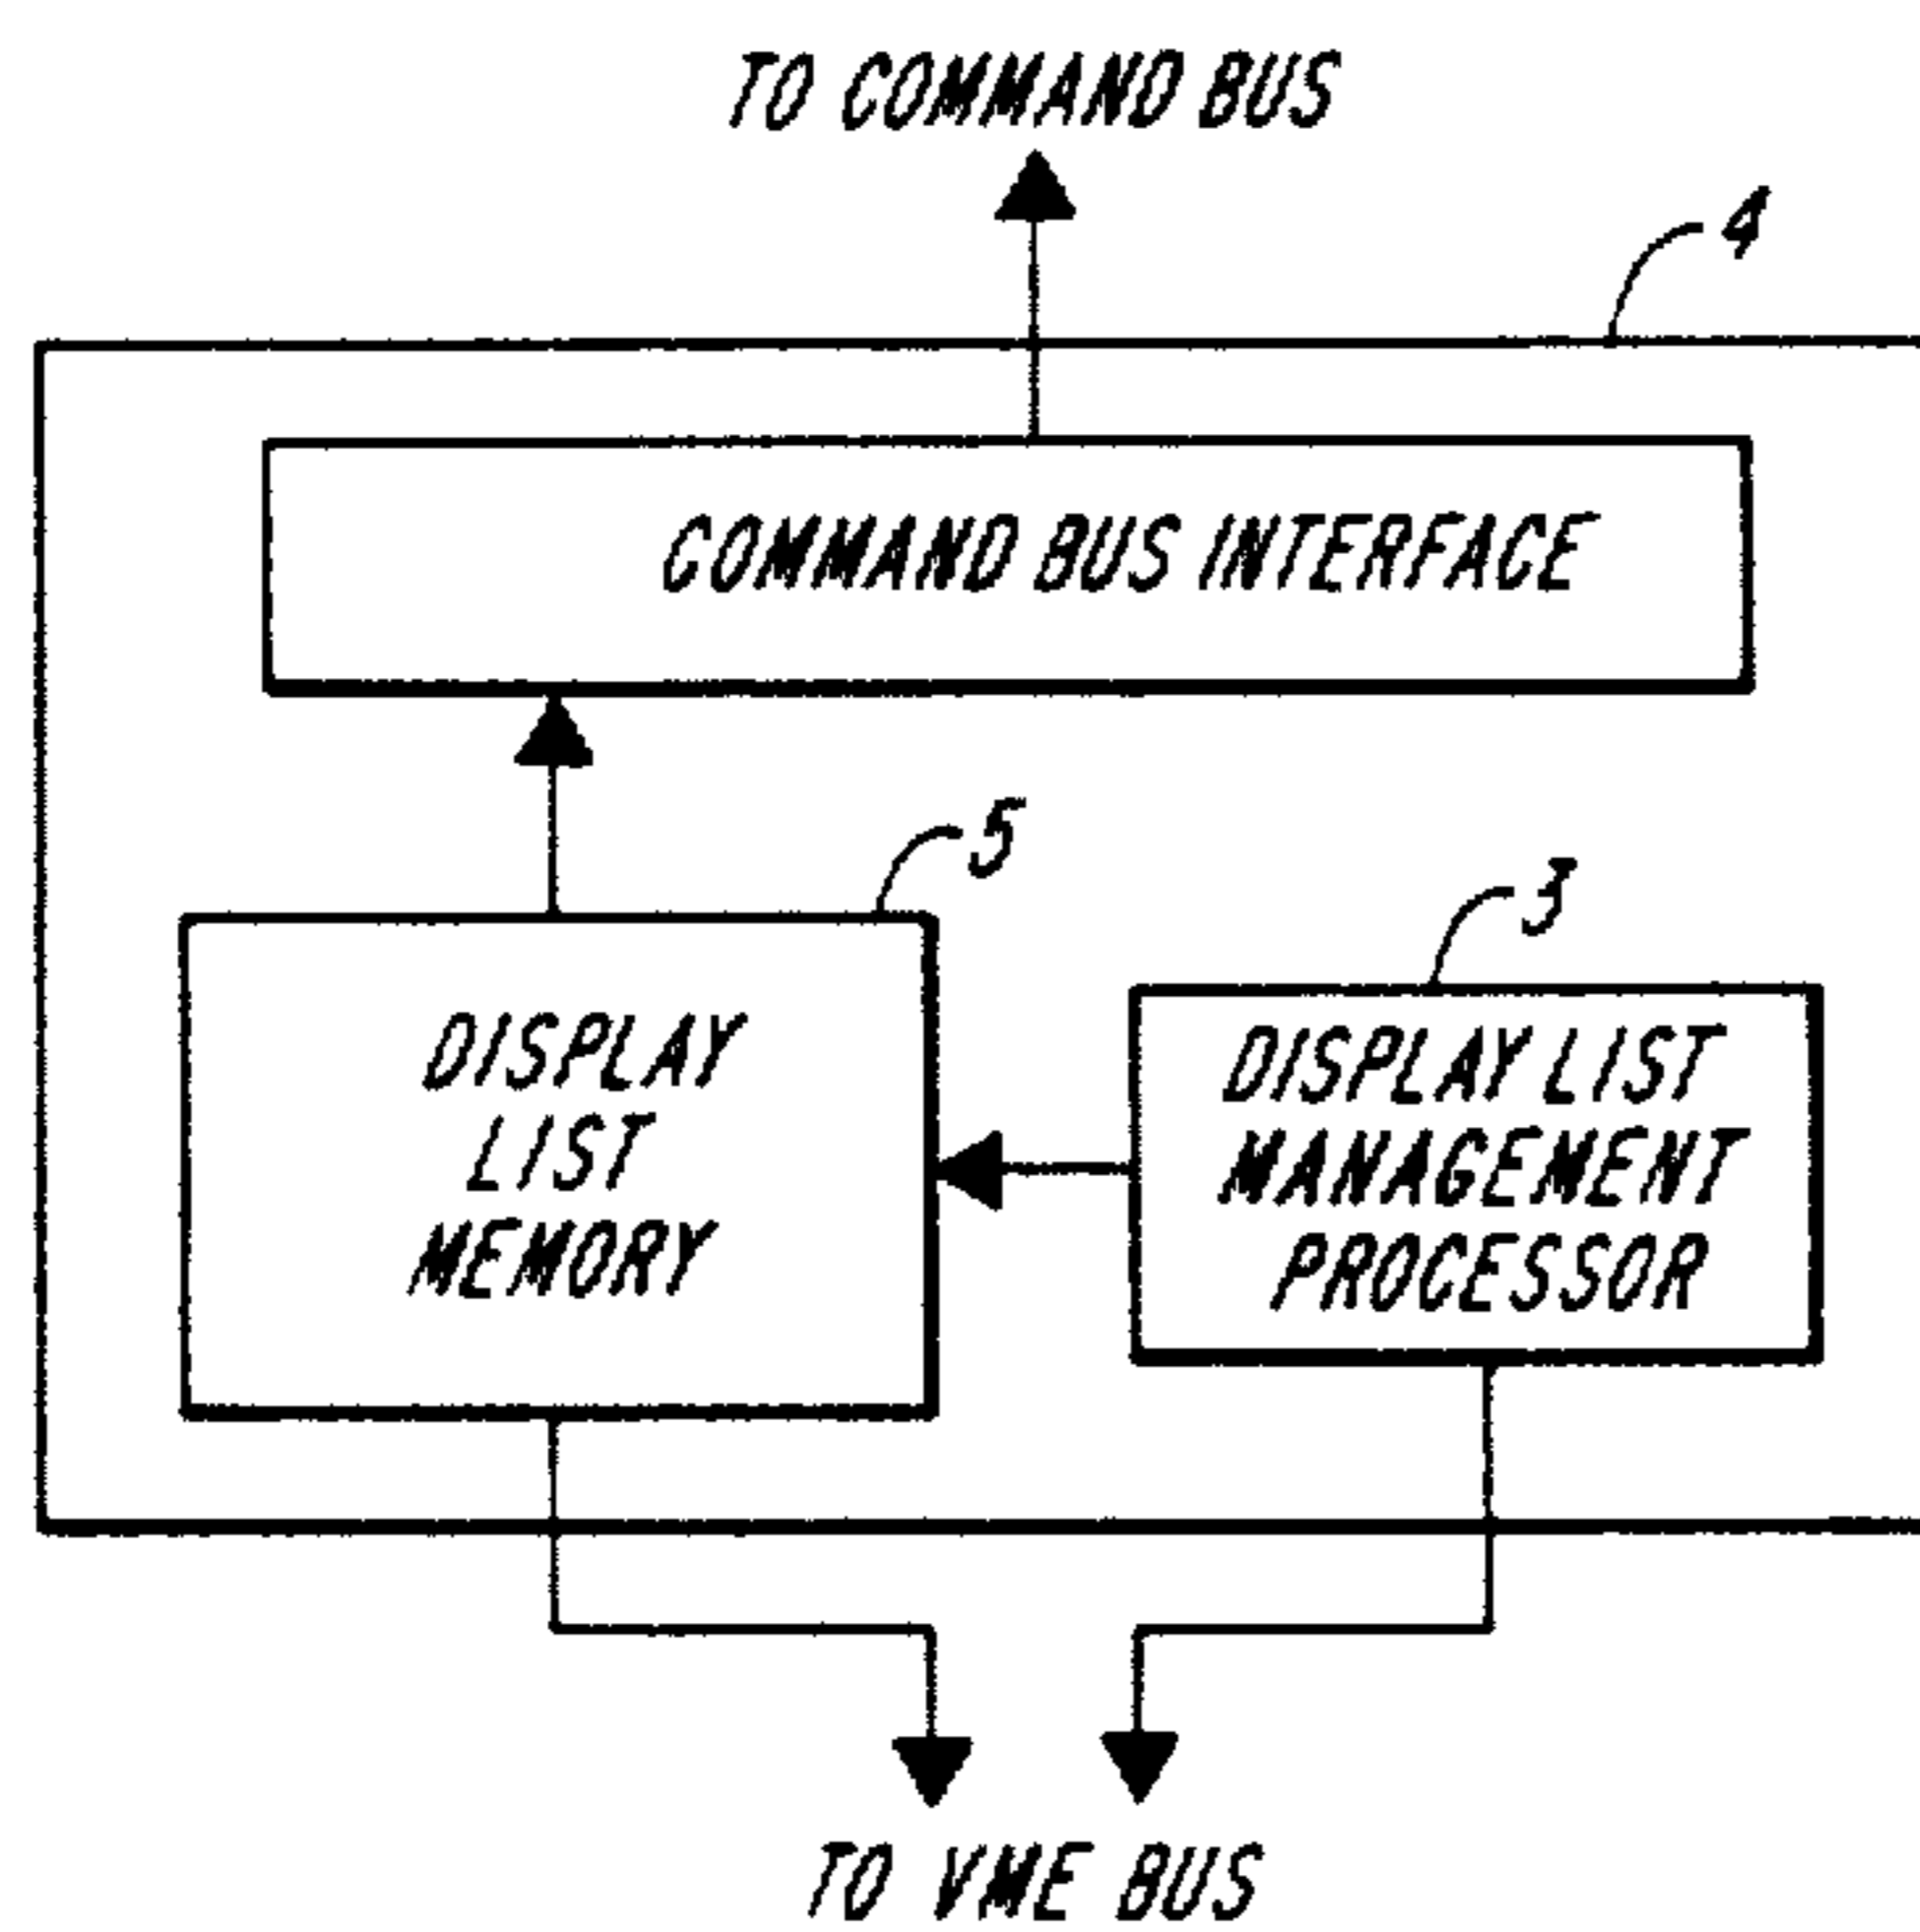 TO COMMAND BUS
4
COMMAND BUS INTERFACE
5
3
DISPLAY
LIST
MEMORY
DISPLAY LIST
MANAGEMENT
PROCESSOR
TO VME BUS